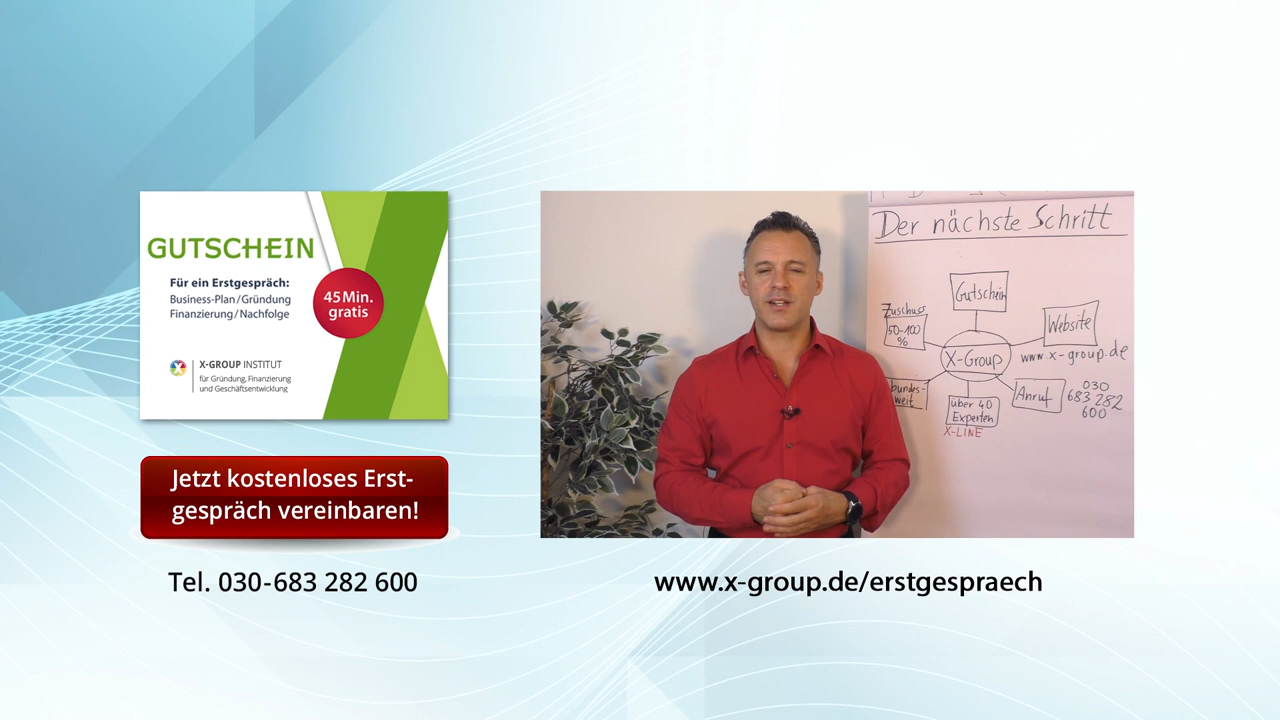 GUTSCHEIN
Für ein Erstgespräch:
Business-Plan/Gründung
Finanzierung/Nachfolge
45 Min.
gratis
X-GROUP INSTITUT
für Gründung, Finanzierung
und Geschäftsentwicklung
Jetzt kostenloses Erst-
gespräch vereinbaren!
Tel. 030-683 282 600
Der nächste Schritt
Gutschein
Zuschuss
50-100
%
Website
www.x-group.de
X-Group
bundes-
weit
über 40
Experten
X-LINE
Anruf
030
683 282
600
www.x-group.de/erstgespraech